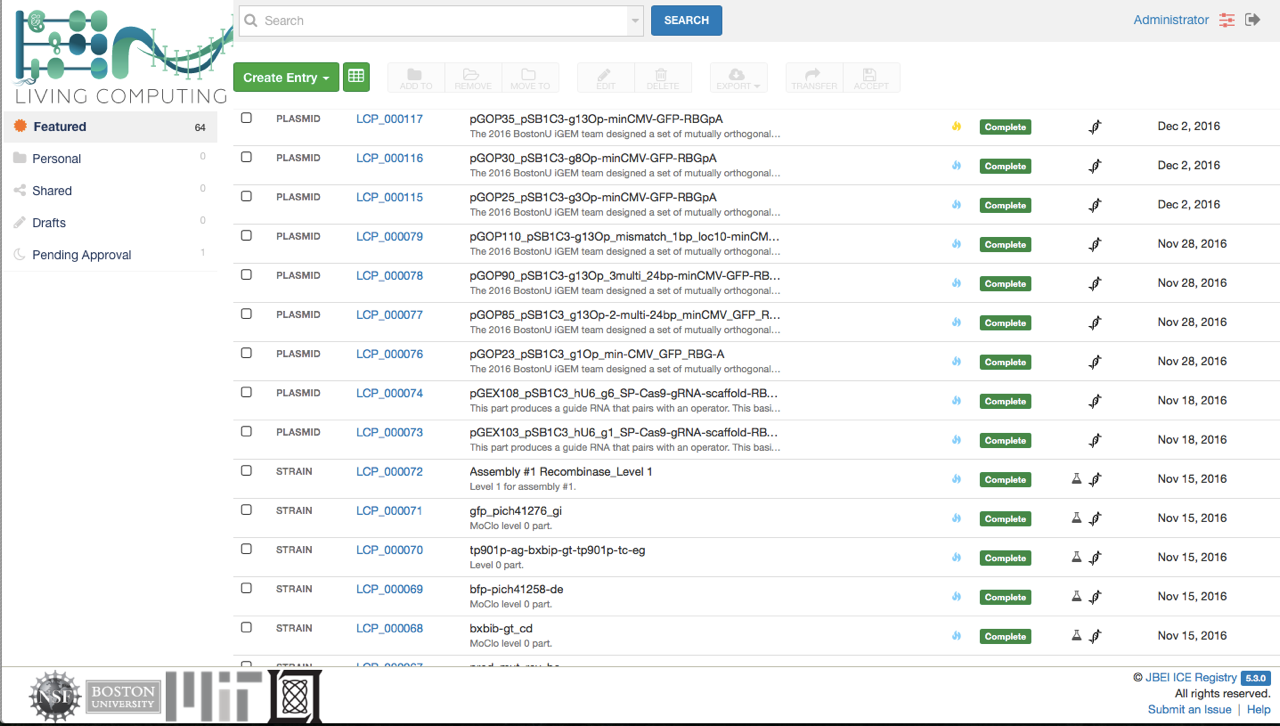 LIVING COMPUTING
Search
SEARCH
Administrator
Create Entry
ADD TO
REMOVE
MOVE TO
EDIT
DELETE
EXPORT
TRANSFER
ACCEPT
Featured 64
Personal 0
Shared 0
Drafts 0
Pending Approval 1
PLASMID LCP_000117 pGOP35_pSB1C3-g13Op-minCMV-GFP-RBGpA Complete Dec 2, 2016
The 2016 BostonU iGEM team designed a set of mutually orthogonal...
PLASMID LCP_000116 pGOP30_pSB1C3-g8Op-minCMV-GFP-RBGpA Complete Dec 2, 2016
The 2016 BostonU iGEM team designed a set of mutually orthogonal...
PLASMID LCP_000115 pGOP25_pSB1C3-g3Op-minCMV-GFP-RBGpA Complete Dec 2, 2016
The 2016 BostonU iGEM team designed a set of mutually orthogonal...
PLASMID LCP_000079 pGOP110_pSB1C3-g13Op_mismatch_1bp_loc10-minCM... Complete Nov 28, 2016
The 2016 BostonU iGEM team designed a set of mutually orthogonal...
PLASMID LCP_000078 pGOP90_pSB1C3-g13Op_3multi_24bp-minCMV-GFP-RB... Complete Nov 28, 2016
The 2016 BostonU iGEM team designed a set of mutually orthogonal...
PLASMID LCP_000077 pGOP85_pSB1C3_g13Op-2-multi-24bp_minCMV_GFP_R... Complete Nov 28, 2016
The 2016 BostonU iGEM team designed a set of mutually orthogonal...
PLASMID LCP_000076 pGOP23_pSB1C3_g1Op_min-CMV_GFP_RBG-A Complete Nov 28, 2016
The 2016 BostonU iGEM team designed a set of mutually orthogonal...
PLASMID LCP_000074 pGEX108_pSB1C3_hU6_g6_SP-Cas9-gRNA-scaffold-RB... Complete Nov 18, 2016
This part produces a guide RNA that pairs with an operator. This basi...
PLASMID LCP_000073 pGEX103_pSB1C3_hU6_g1_SP-Cas9-gRNA-scaffold-RB... Complete Nov 18, 2016
This part produces a guide RNA that pairs with an operator. This basi...
STRAIN LCP_000072 Assembly #1 Recombinase_Level 1 Complete Nov 15, 2016
Level 1 for assembly #1.
STRAIN LCP_000071 gfp_pich41276_gi Complete Nov 15, 2016
MoClo level 0 part.
STRAIN LCP_000070 tp901p-ag-bxbip-gt-tp901p-tc-eg Complete Nov 15, 2016
Level 0 part.
STRAIN LCP_000069 bfp-pich41258-de Complete Nov 15, 2016
MoClo level 0 part.
STRAIN LCP_000068 bxbib-gt_cd Complete Nov 15, 2016
MoClo level 0 part.
STRAIN LCP_000067
NSF
BOSTON
UNIVERSITY
MIT
© JBEI ICE Registry 5.3.0
All rights reserved.
Submit an Issue | Help